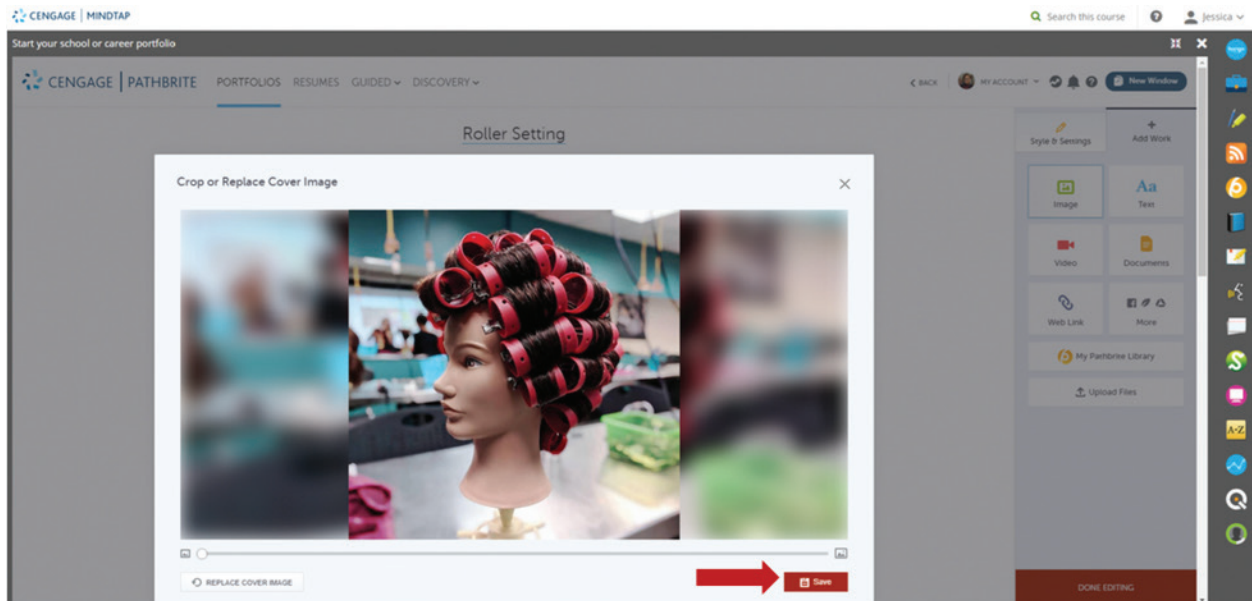 CENGAGE | MINDTAP
Search this course
Jessica
Start your school or career portfolio
CENGAGE | PATHBRITE
PORTFOLIOS RESUMES GUIDED DISCOVERY
BACK
MY ACCOUNT
New Window
Roller Setting
Style & Settings
Add Work
Crop or Replace Cover Image
Image
Aa
Text
Video
Documents
Web Link
More
My Pathbrite Library
Upload Files
A-Z
REPLACE COVER IMAGE
Save
DONE EDITING